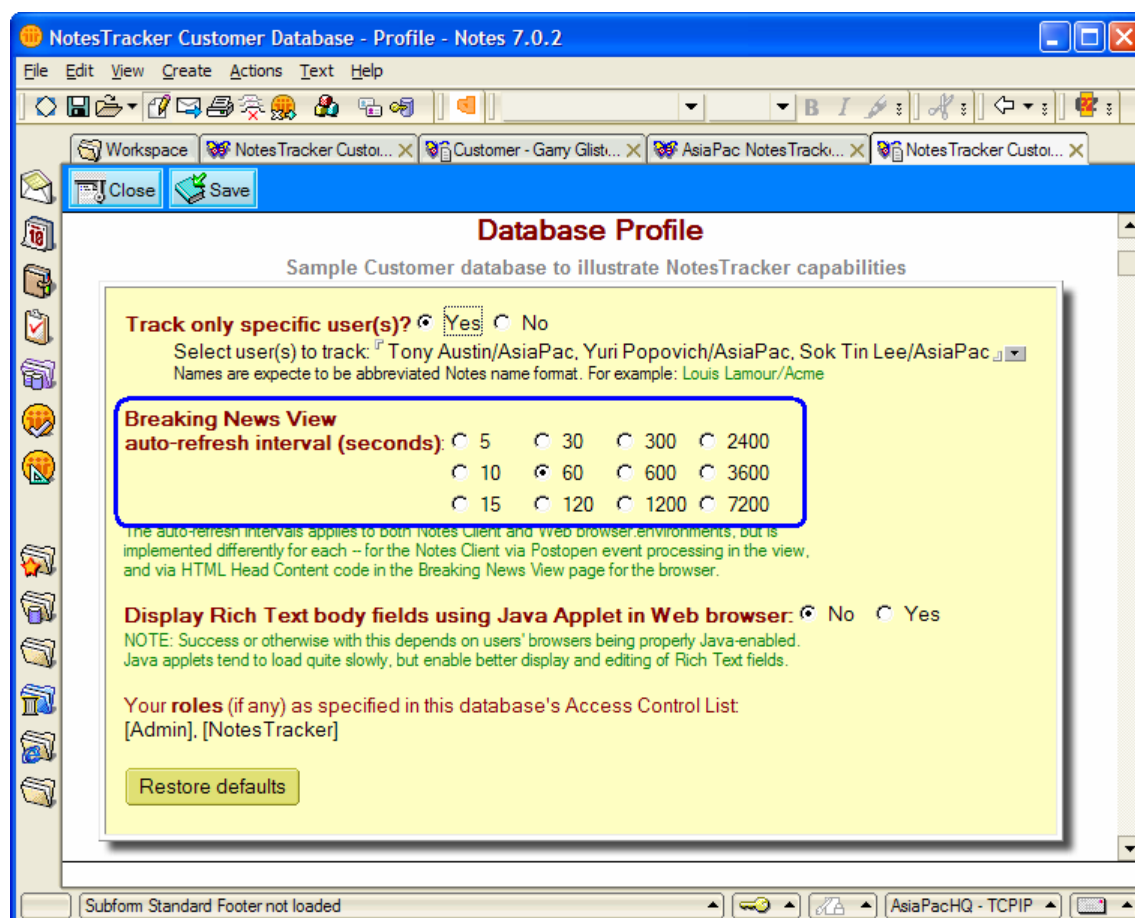 NotesTracker Customer Database - Profile - Notes 7.0.2
File Edit View Create Actions Text Help
B I
Workspace NotesTracker Custo... Customer - Garry Glist... AsiaPac NotesTrack... NotesTracker Custo...
Close Save
Database Profile
Sample Customer database to illustrate NotesTracker capabilities
Track only specific user(s)? Yes No
Select user(s) to track: Tony Austin/AsiaPac, Yuri Popovich/AsiaPac, Sok Tin Lee/AsiaPac
Names are expecte to be abbreviated Notes name format. For example: Louis Lamour/Acme
Breaking News View
auto-refresh interval (seconds): 5 30 300 2400
10 60 600 3600
15 120 1200 7200
The auto-refresh intervals applies to both Notes Client and Web browser.environments, but is
implemented differently for each -- for the Notes Client via Postopen event processing in the view,
and via HTML Head Content code in the Breaking News View page for the browser.
Display Rich Text body fields using Java Applet in Web browser: No Yes
NOTE: Success or otherwise with this depends on users' browsers being properly Java-enabled.
Java applets tend to load quite slowly, but enable better display and editing of Rich Text fields.
Your roles (if any) as specified in this database's Access Control List:
[Admin], [NotesTracker]
Restore defaults
Subform Standard Footer not loaded AsiaPacHQ - TCPIP